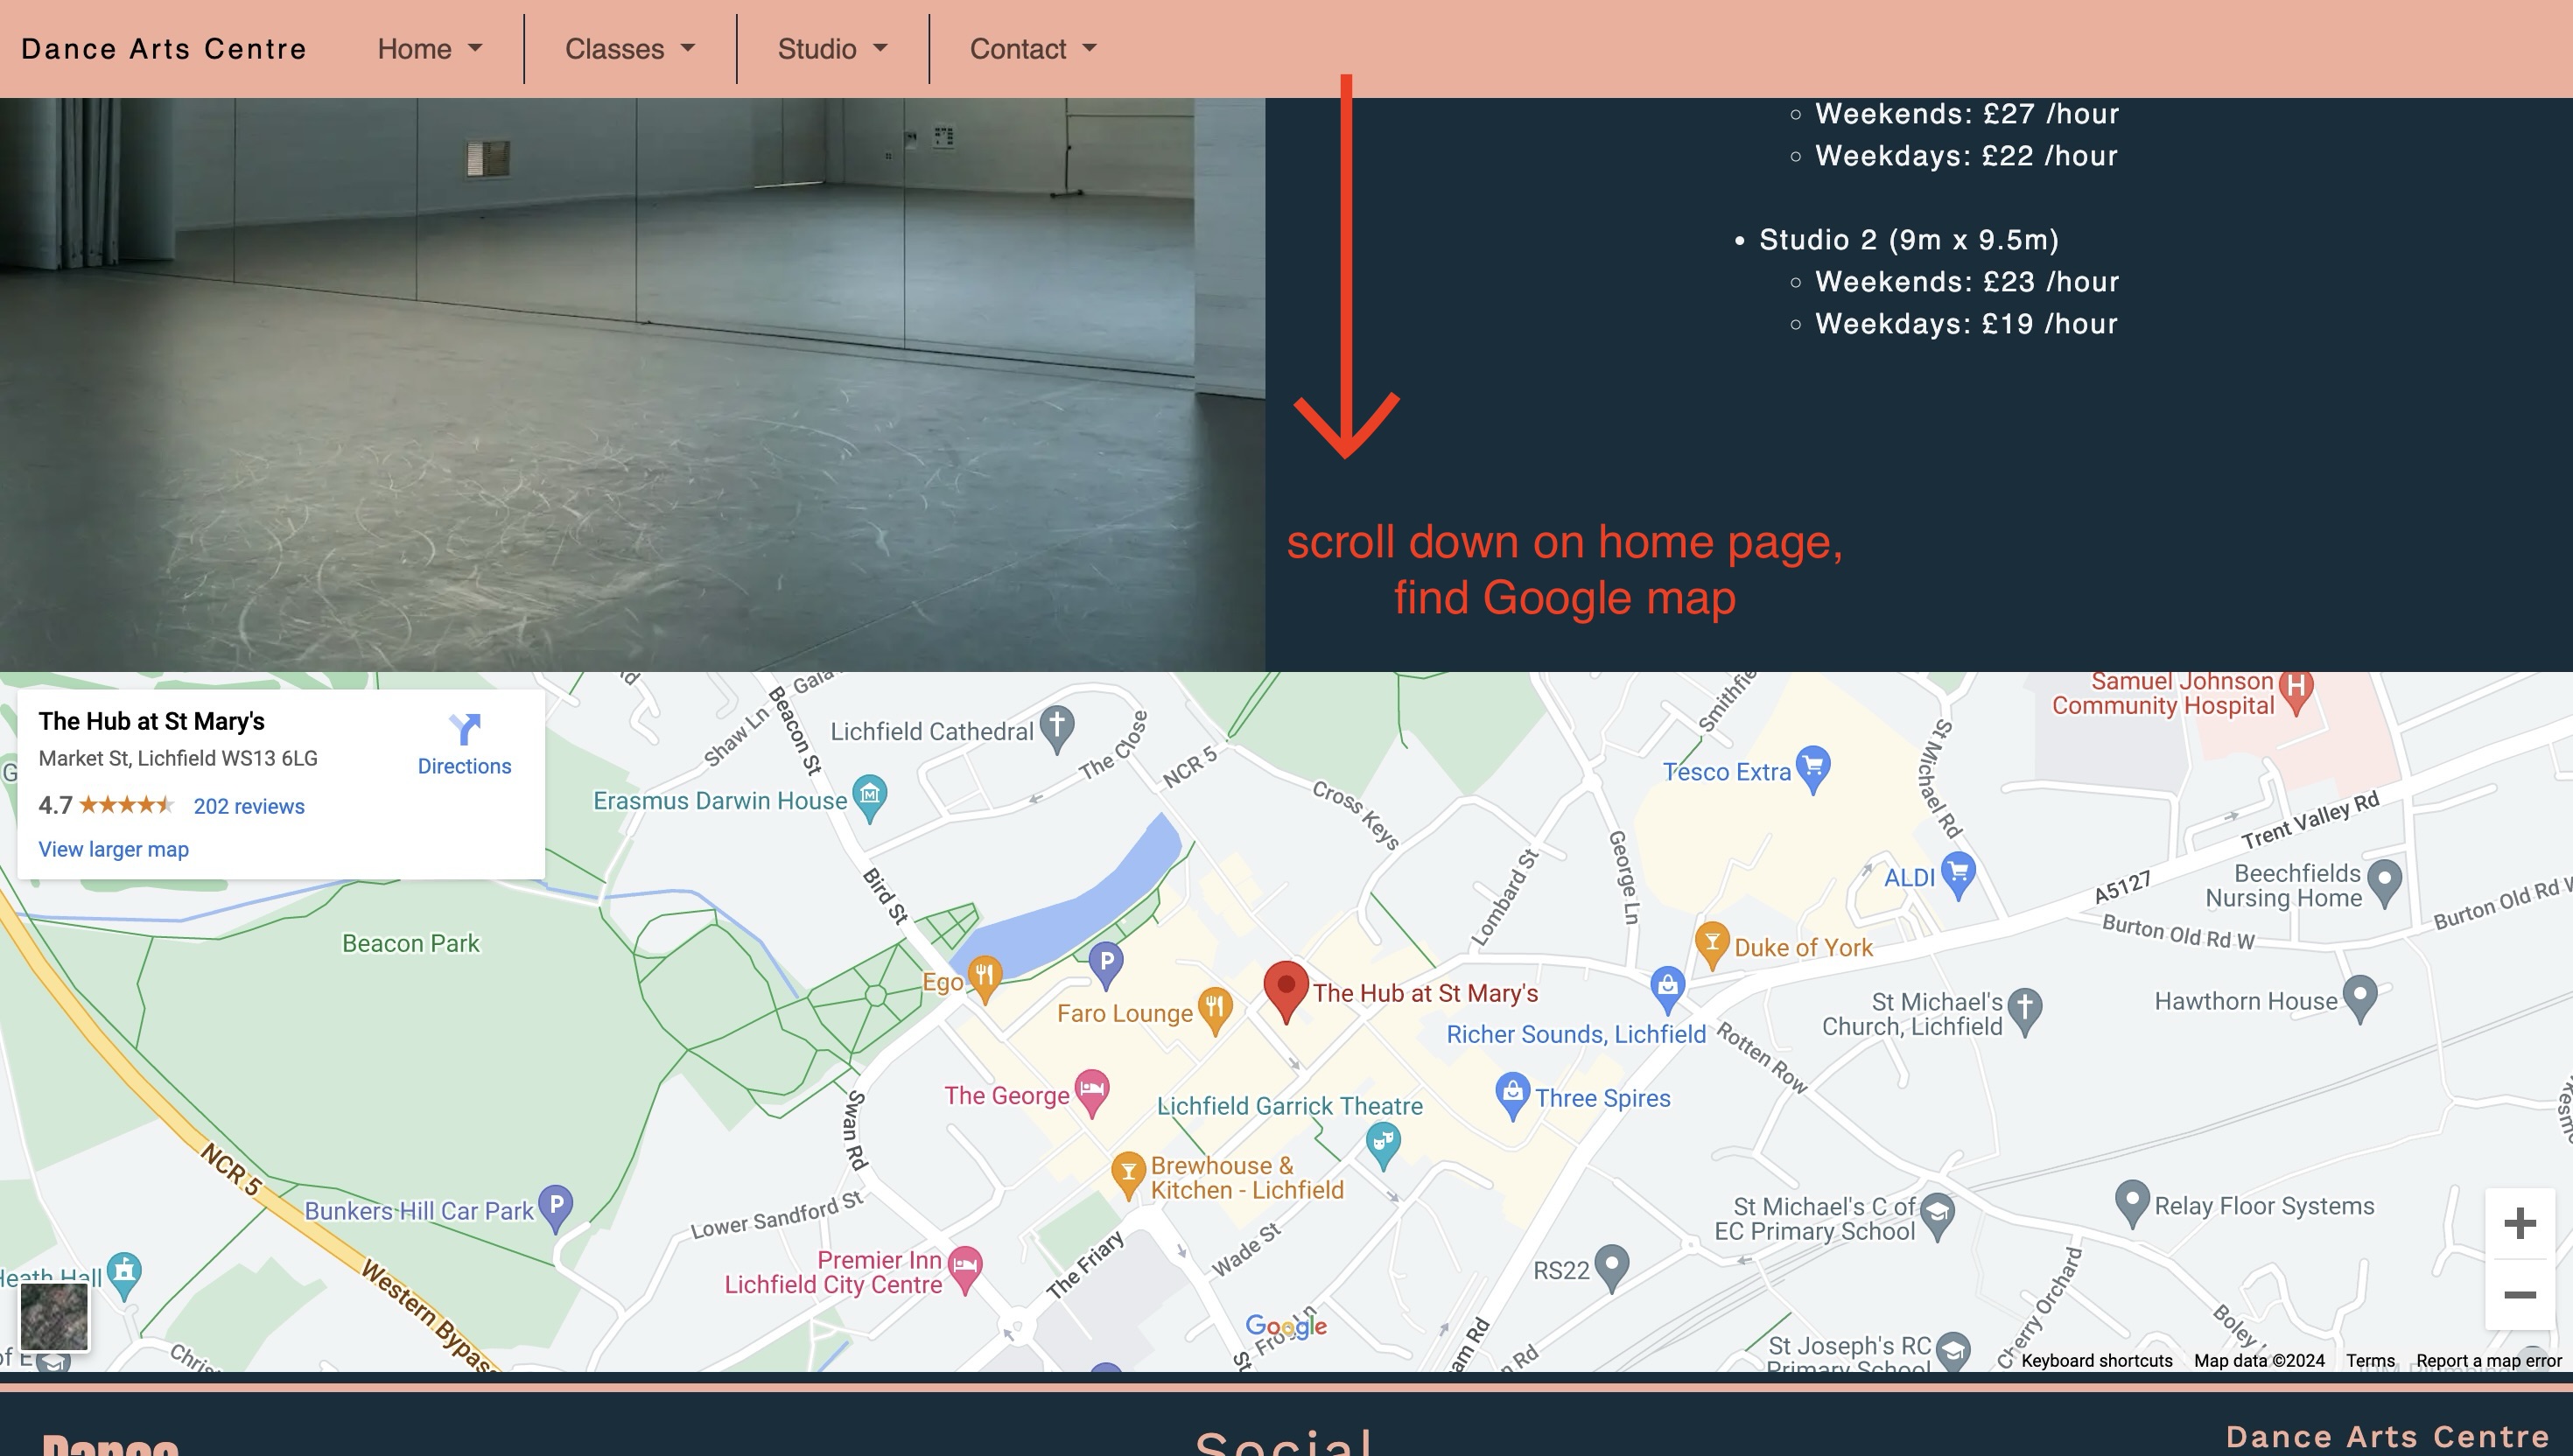 Dance Arts Centre Home Classes Studio Contact
Weekends: £27 /hour
Weekdays: £22 /hour
Studio 2 (9m x 9.5m)
Weekends: £23 /hour
Weekdays: £19 /hour
scroll down on home page,
find Google map
The Hub at St Mary's
Market St, Lichfield WS13 6LG
Directions
4.7 202 reviews
View larger map
Shaw Ln
Beacon St
Lichfield Cathedral
The Close
NCR 5
Erasmus Darwin House
Cross Keys
Tesco Extra
St Michael Rd
Samuel Johnson
Community Hospital
Trent Valley Rd
George Ln
Lombard St
ALDI
A5127
Beechfields
Nursing Home
Burton Old Rd W
Burton Old Rd W
Bird St
Beacon Park
Duke of York
Ego
Faro Lounge
The Hub at St Mary's
Richer Sounds, Lichfield
St Michael's
Church, Lichfield
Hawthorn House
Rotten Row
The George
Lichfield Garrick Theatre
Three Spires
Swan Rd
NCR 5
Brewhouse &
Kitchen - Lichfield
Bunkers Hill Car Park
Lower Sandford St
St Michael's C of
EC Primary School
Relay Floor Systems
Wade St
The Friary
Premier Inn
Lichfield City Centre
RS22
Heath Hall
Western Bypass
Google
Cherry Orchard
St Joseph's RC
Primary School
Keyboard shortcuts Map data ©2024 Terms Report a map error
Dance
Social
Dance Arts Centre